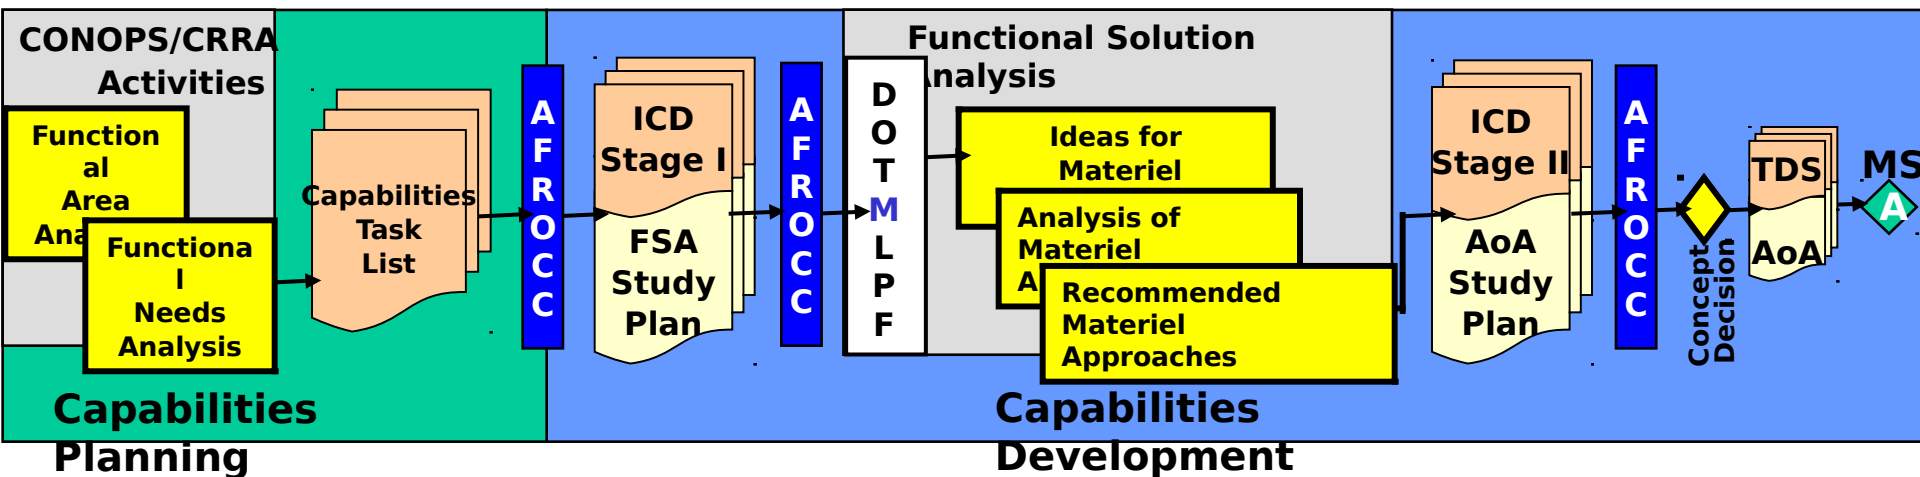 CONOPS/CRRA
Activities
Function
al
Area
Ana
Functiona
l
Needs
Analysis
Capabilities
Task
List
A
F
R
O
C
C
ICD
Stage I
FSA
Study
Plan
A
F
R
O
C
C
Functional Solution
Analysis
D
O
T
M
L
P
F
Ideas for
Materiel
Analysis of
Materiel
A
Recommended
Materiel
Approaches
ICD
Stage II
AoA
Study
Plan
A
F
R
O
C
C
Concept
Decision
TDS
AoA
MS
A
Capabilities
Planning
Capabilities
Development